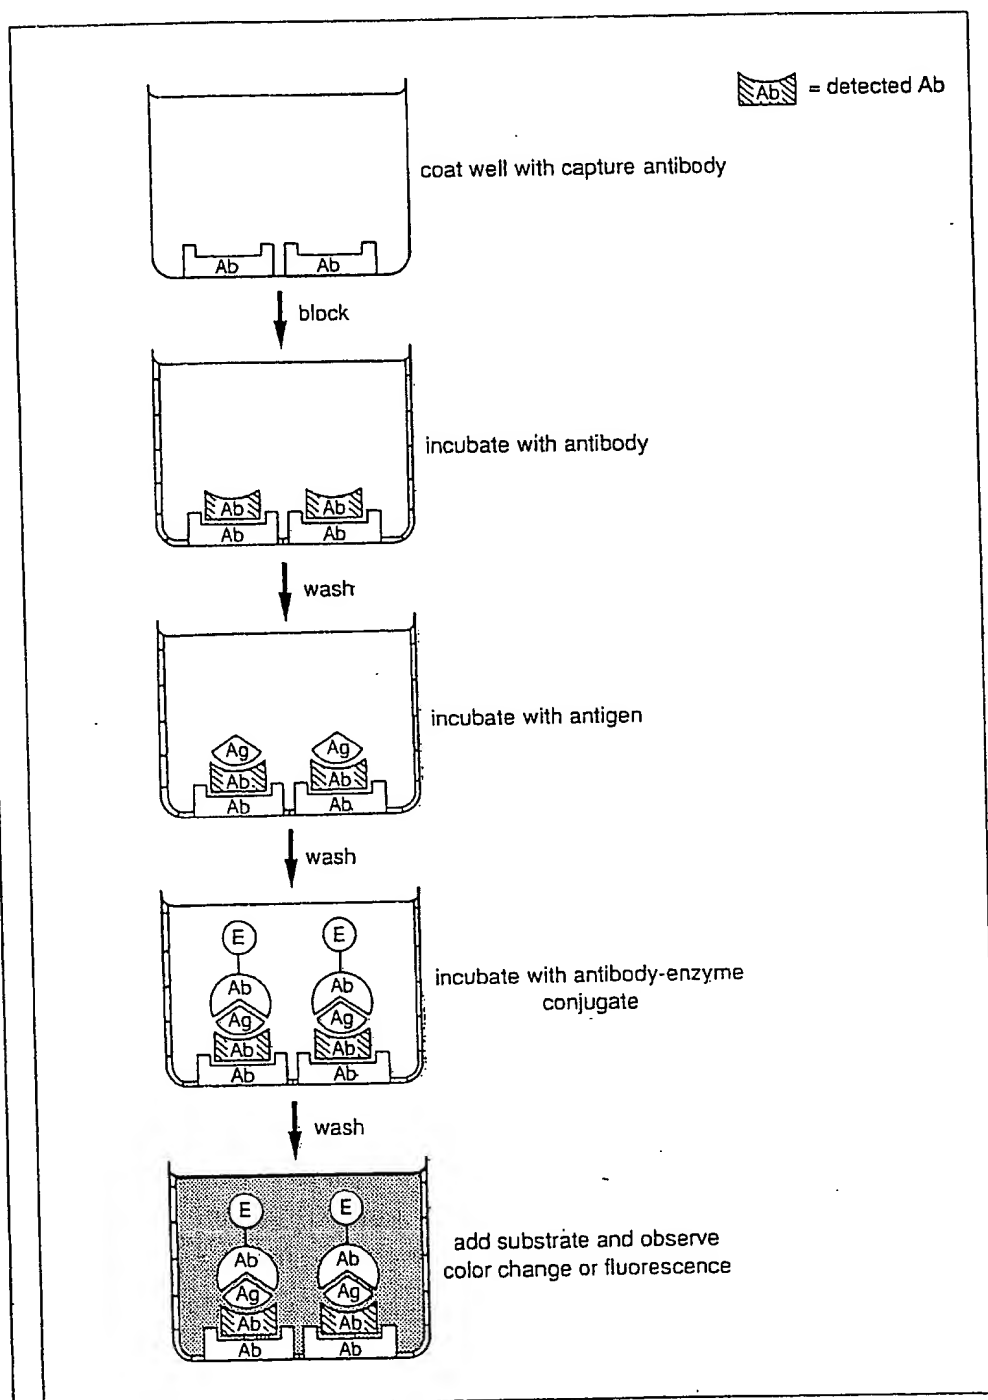 Ab = detected Ab
coat well with capture antibody
Ab Ab
block
incubate with antibody
Ab Ab
Ab Ab
wash
incubate with antigen
Ag Ag
Ab Ab
Ab Ab
wash
E E
incubate with antibody-enzyme
conjugate
Ab Ab
Ag Ag
Ab Ab
Ab Ab
wash
E E
add substrate and observe
color change or fluorescence
Ab Ab
Ag Ag
Ab Ab
Ab Ab